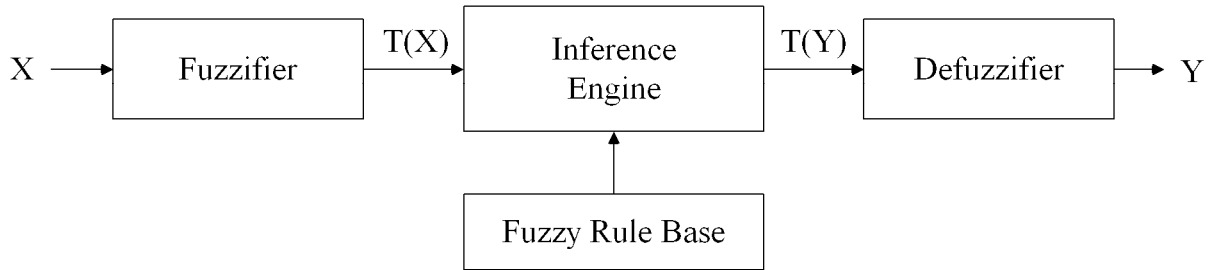 X
Fuzzifier
T(X)
Inference
Engine
T(Y)
Defuzzifier
Y
Fuzzy Rule Base